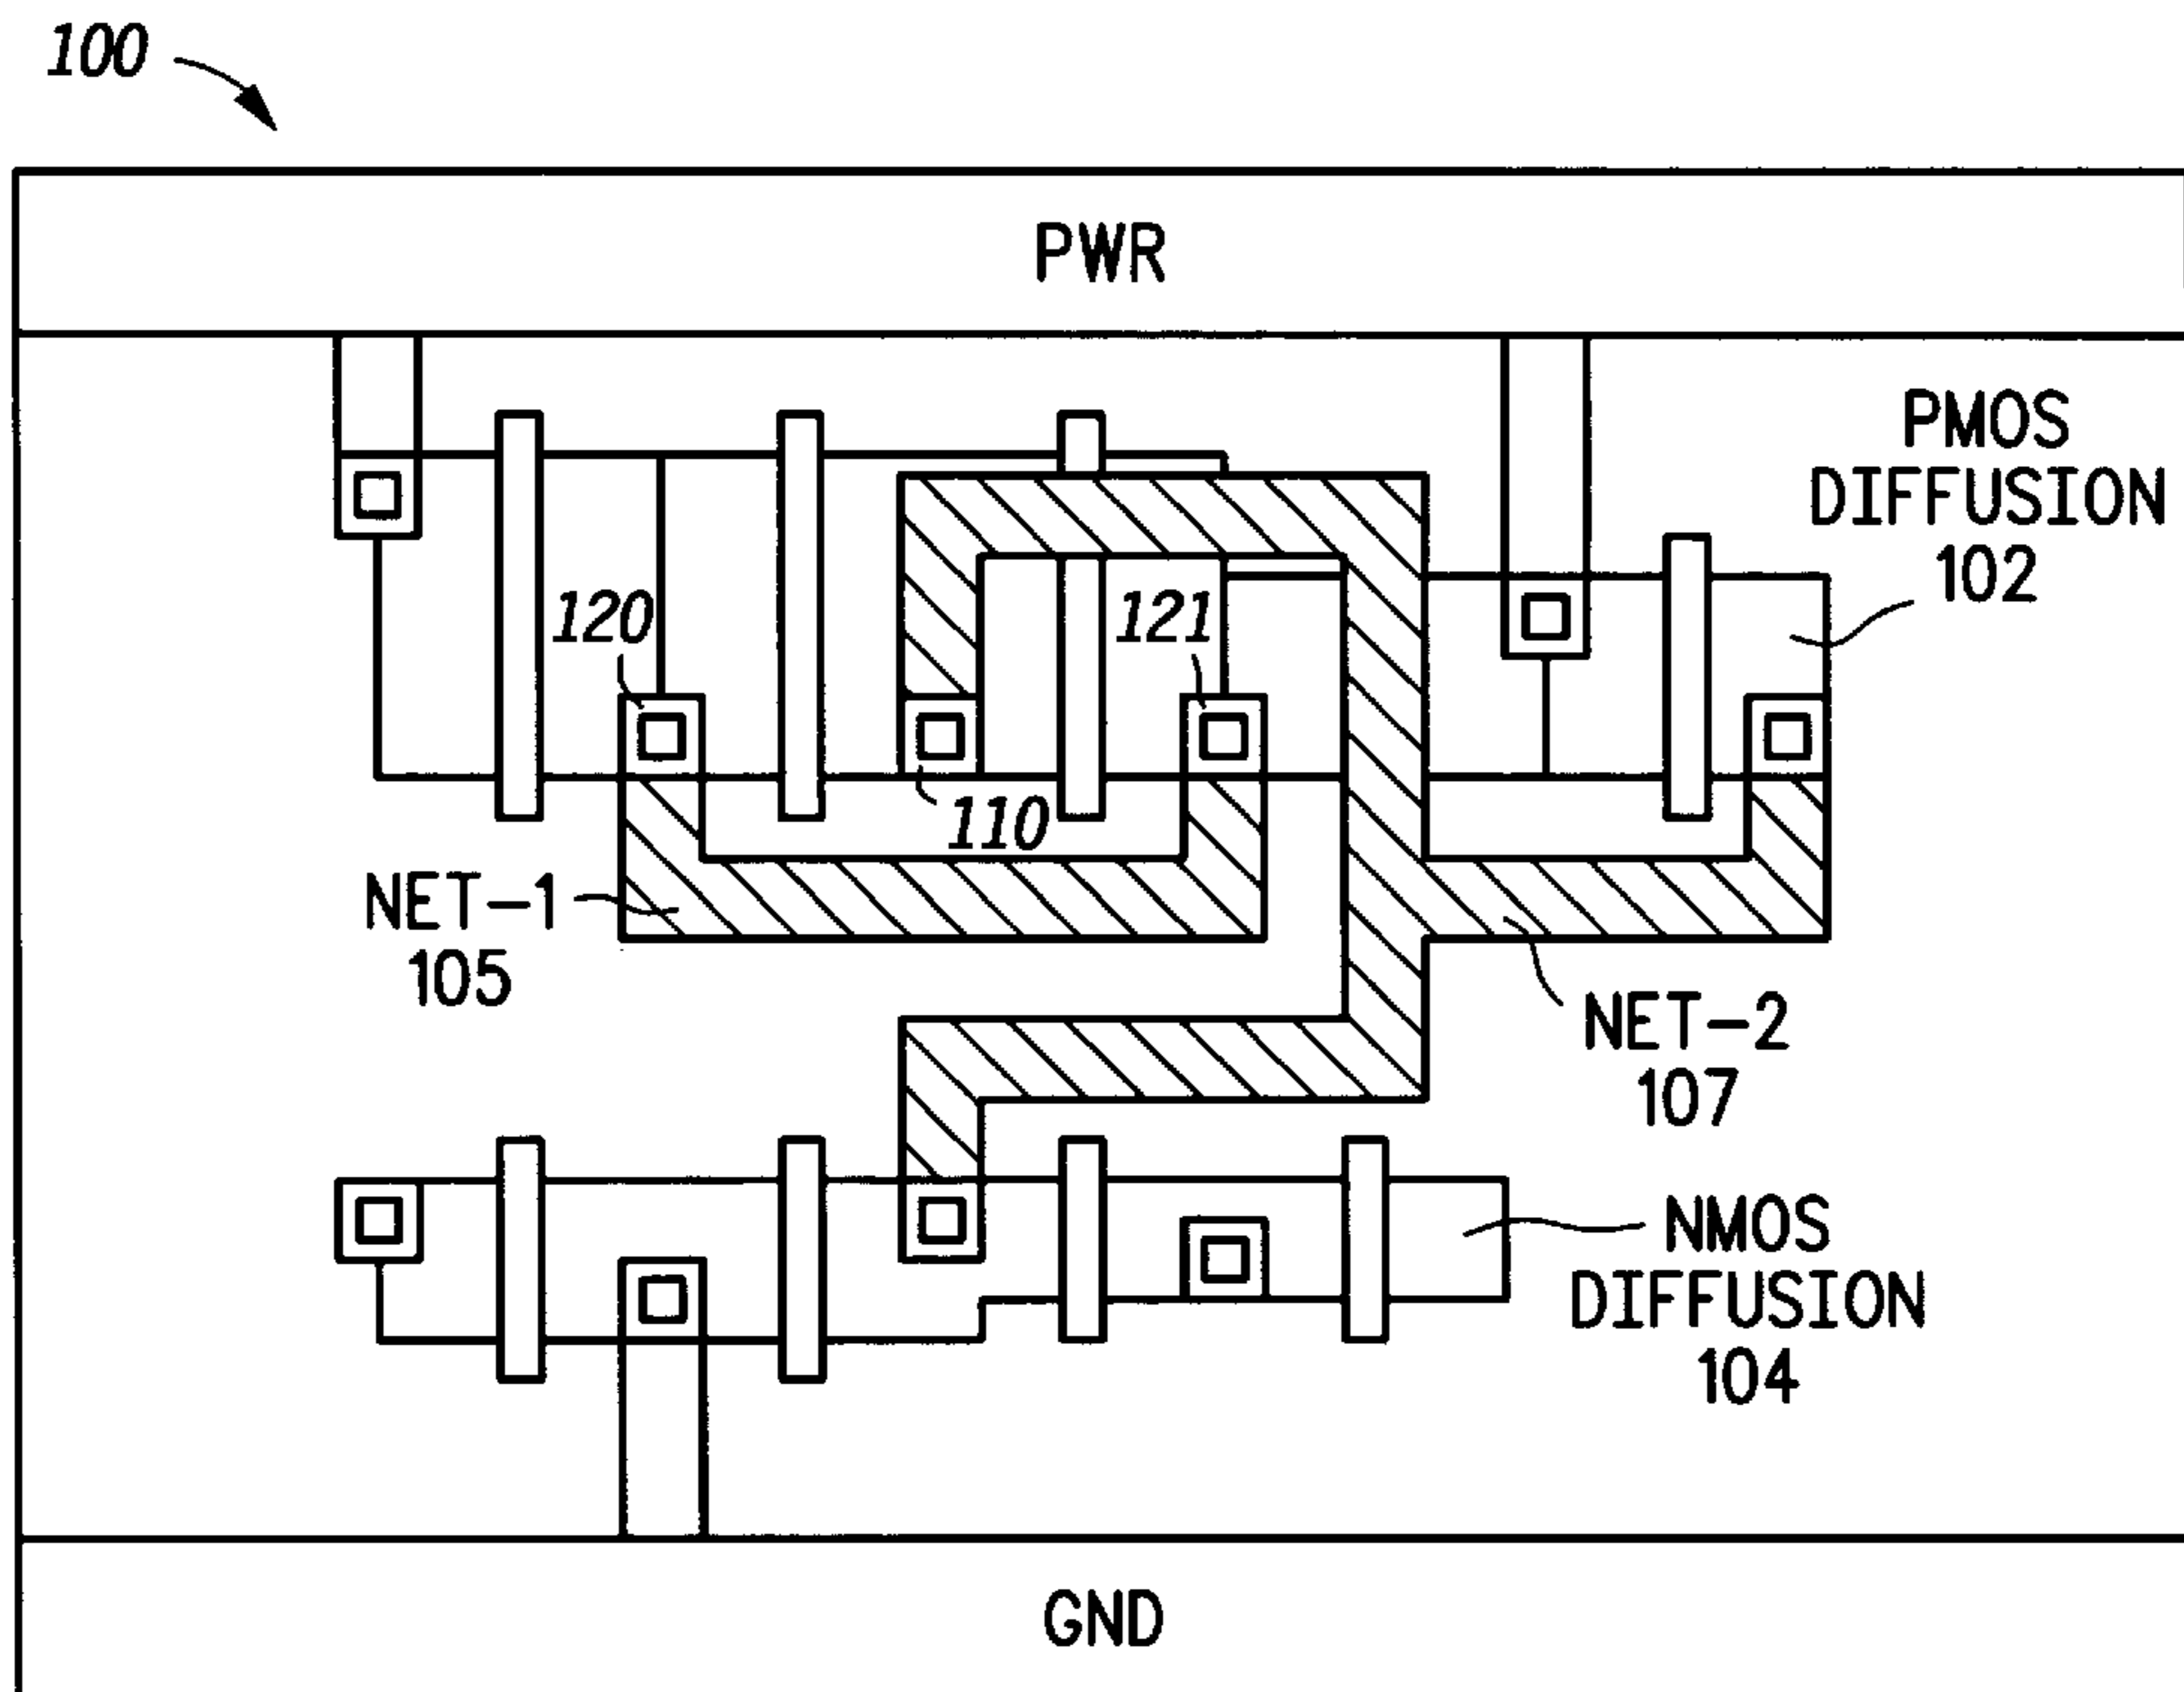 100
PWR
PMOS
DIFFUSION
102
120
121
110
NET-1
105
NET-2
107
NMOS
DIFFUSION
104
GND